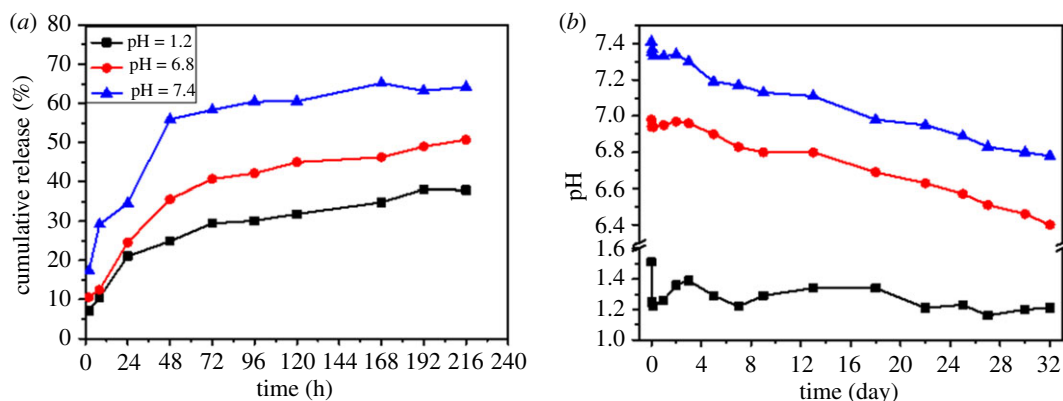 (a)
80
70
60
50
40
30
20
10
0
cumulative release (%)
pH = 1.2
pH = 6.8
pH = 7.4
0 24 48 72 96 120 144 168 192 216 240
time (h)
(b)
7.4
7.2
7.0
6.8
6.6
6.4
1.6
1.4
1.2
1.0
pH
0 4 8 12 16 20 24 28 32
time (day)